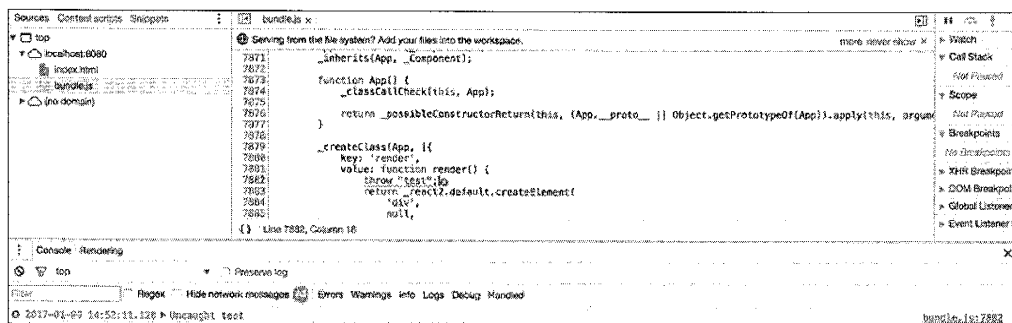 Sources Content scripts Snippets
bundle.js ×
top
localhost:8080
index.html
bundle.js
(no domain)
Serving from the file system? Add your files into the workspace.
more never show ×
7871 _inherits(App, _Component);
7872
7873 function App() {
7874 _classCallCheck(this, App);
7875
7876 return _possibleConstructorReturn(this, (App.__proto__ || Object.getPrototypeOf(App)).apply(this, argum
7877 }
7878
7879 _createClass(App, [{
7880 key: 'render',
7881 value: function render() {
7882 throw "test";
7883 return _react2.default.createElement(
7884 'div',
7885 null,
{} Line 7882, Column 18
Watch
Call Stack
Not Paused
Scope
Not Paused
Breakpoints
No Breakpoints
XHR Breakpoin
DOM Breakpoi
Global Listener
Event Listener
Console Rendering
top
Preserve log
Filter
Regex Hide network messages All Errors Warnings Info Logs Debug Handled
2017-01-09 14:52:11.128 Uncaught test
bundle.js:7882